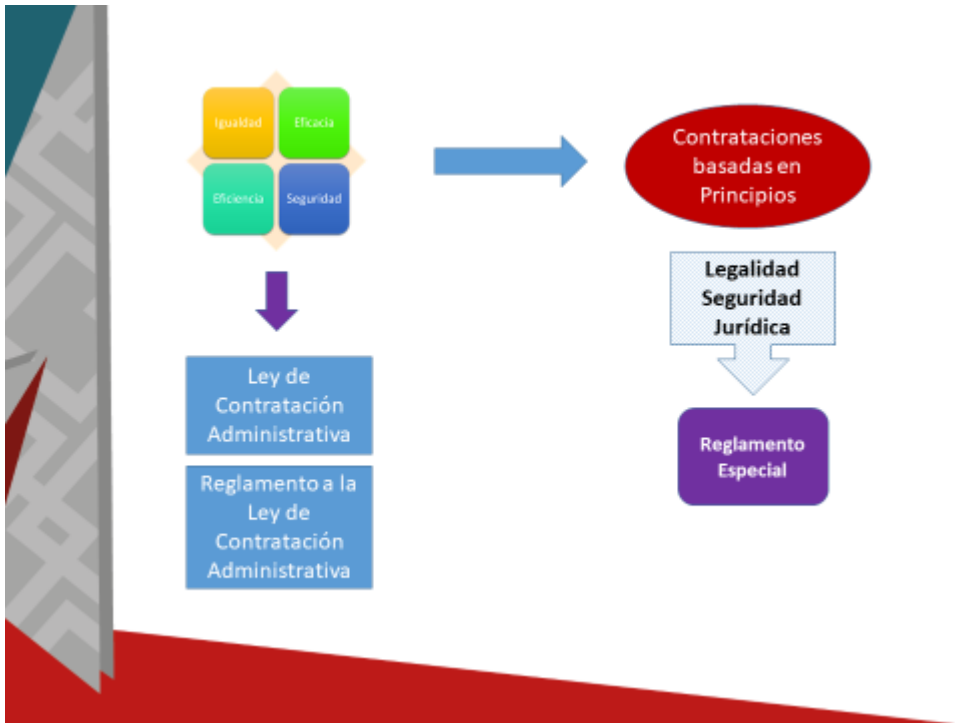 Igualdad
Eficacia
Eficiencia
Seguridad
Contrataciones
basadas en
Principios
Legalidad
Seguridad
Jurídica
Ley de
Contratación
Administrativa
Reglamento a la
Ley de
Contratación
Administrativa
Reglamento
Especial